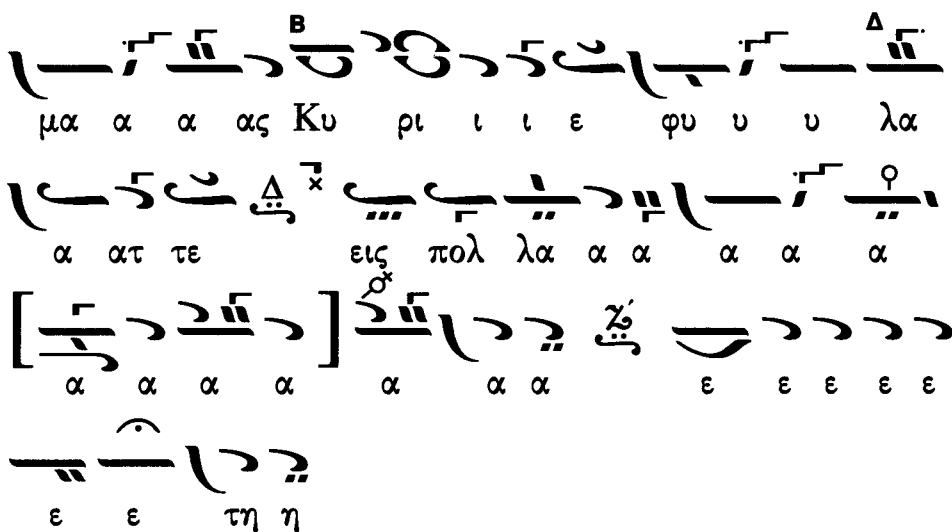 Β Δ
μα α α ας Κυ ρι ι ι ε φυ υ υ λα
Δ
α ατ τε εις πολ λα α α α α α
[ ] ζ΄
α α α α α α α ε ε ε ε ε
ε ε τη η